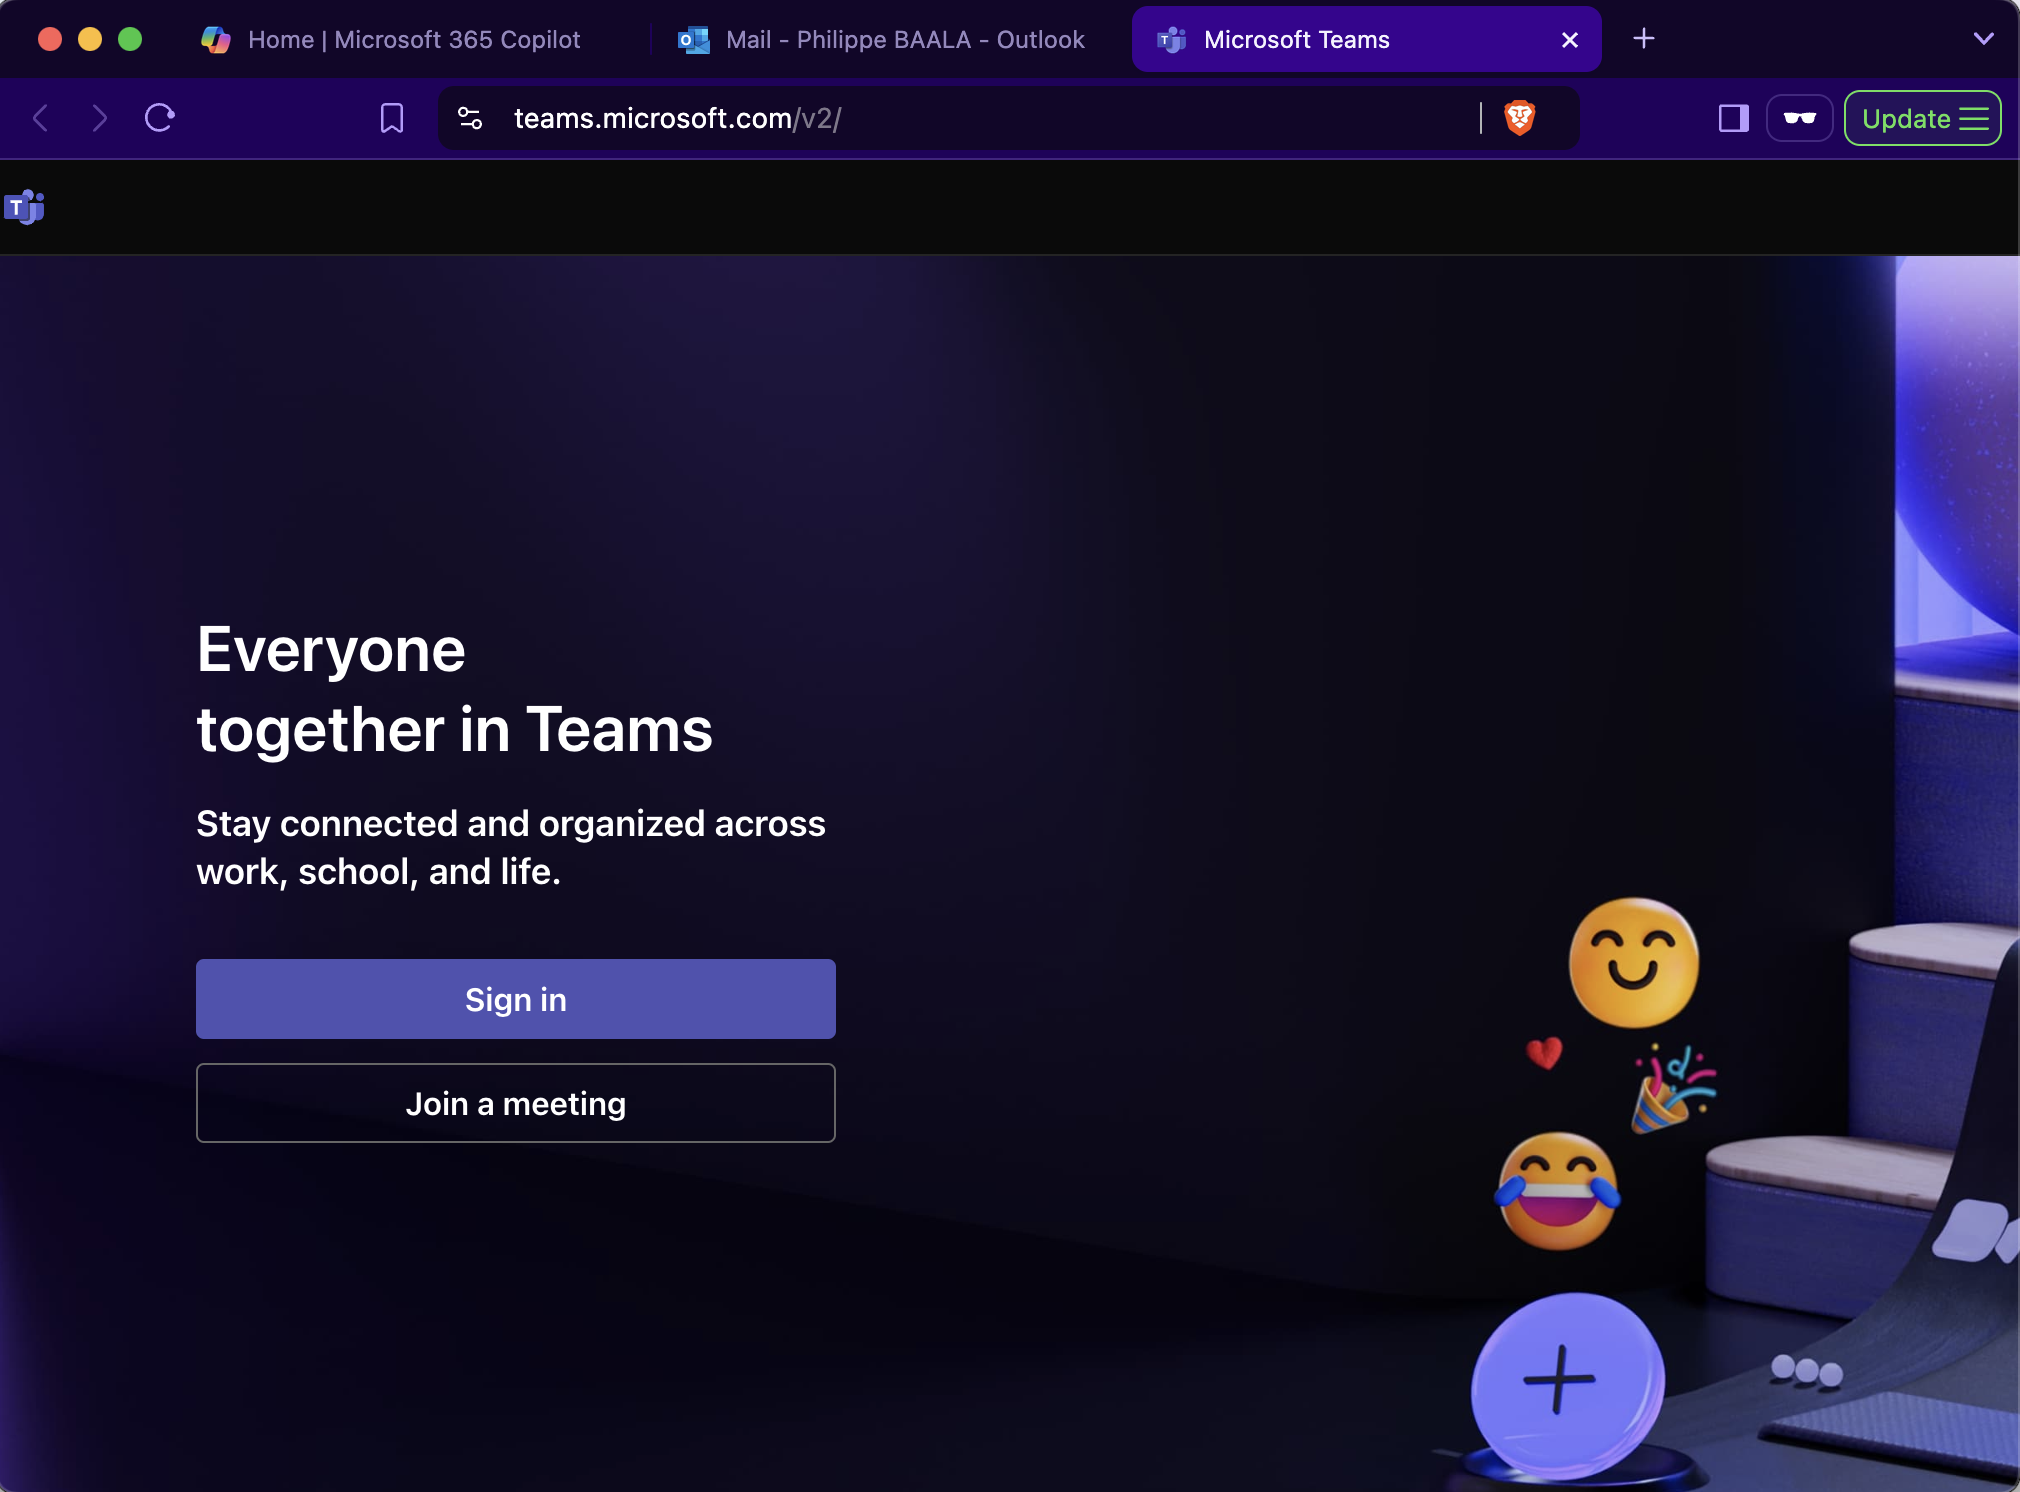 Home | Microsoft 365 Copilot
Mail - Philippe BAALA - Outlook
Microsoft Teams
teams.microsoft.com/v2/
Update
Everyone
together in Teams
Stay connected and organized across
work, school, and life.
Sign in
Join a meeting